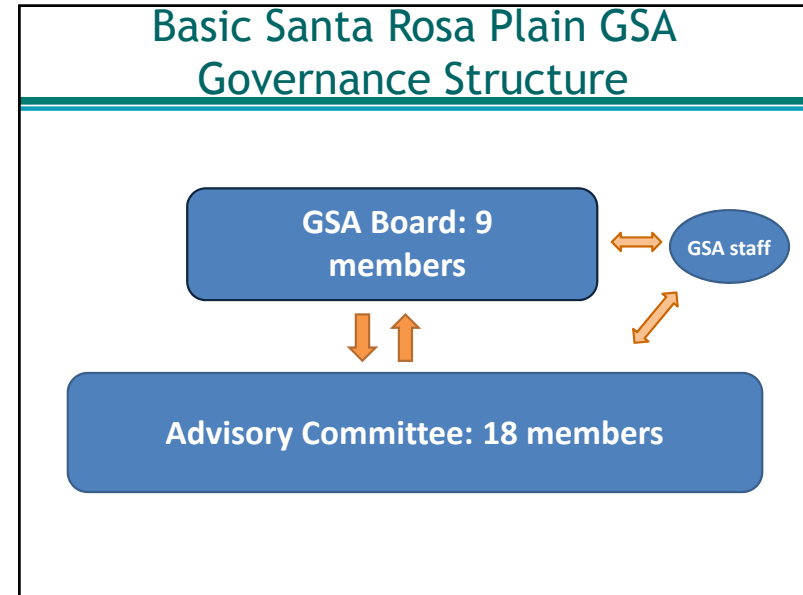 Basic Santa Rosa Plain GSA
Governance Structure
GSA Board: 9
members
GSA staff
Advisory Committee: 18 members